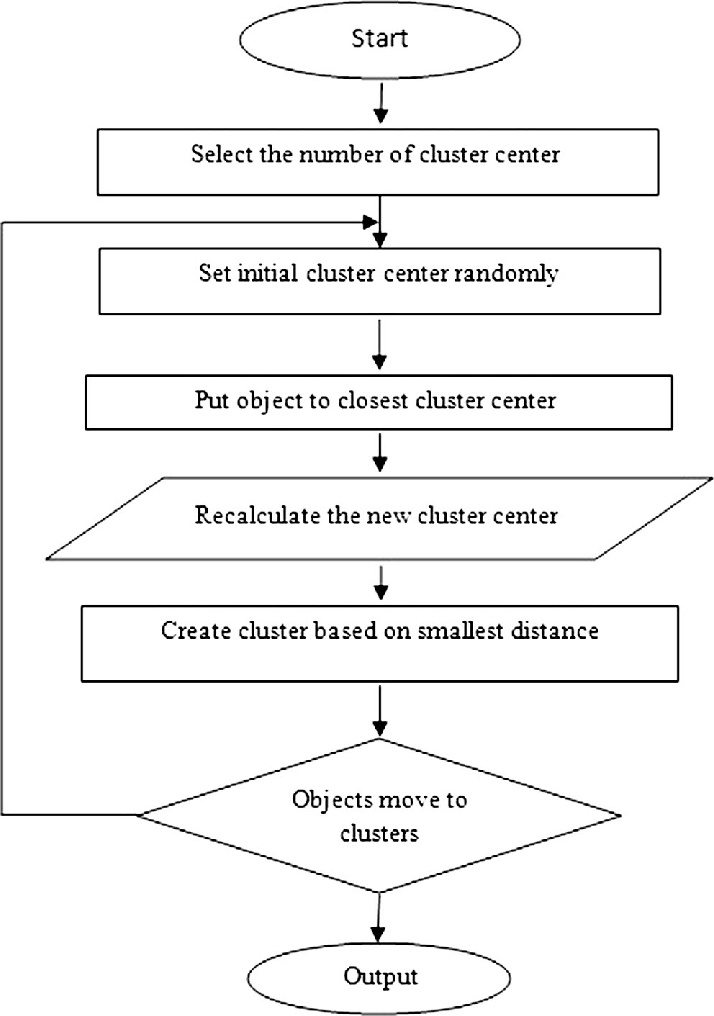 Start
Select the number of cluster center
Set initial cluster center randomly
Put object to closest cluster center
Recalculate the new cluster center
Create cluster based on smallest distance
Objects move to
clusters
Output